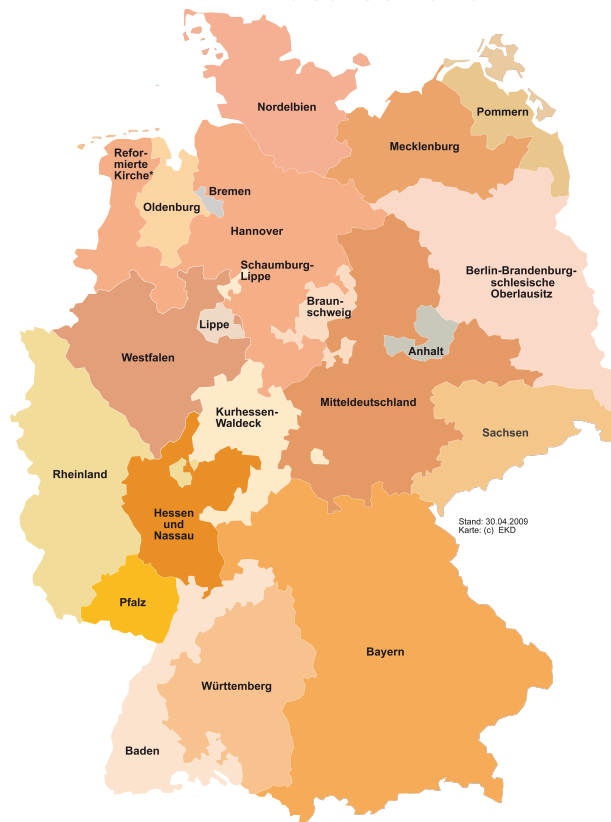 Nordelbien
Pommern
Mecklenburg
Refor-
mierte
Kirche*
Bremen
Oldenburg
Hannover
Schaumburg-
Lippe
Berlin-Brandenburg-
schlesische
Oberlausitz
Braun-
schweig
Lippe
Anhalt
Westfalen
Mitteldeutschland
Kurhessen-
Waldeck
Sachsen
Rheinland
Hessen
und
Nassau
Stand: 30.04.2009
Karte: (c) EKD
Pfalz
Bayern
Württemberg
Baden